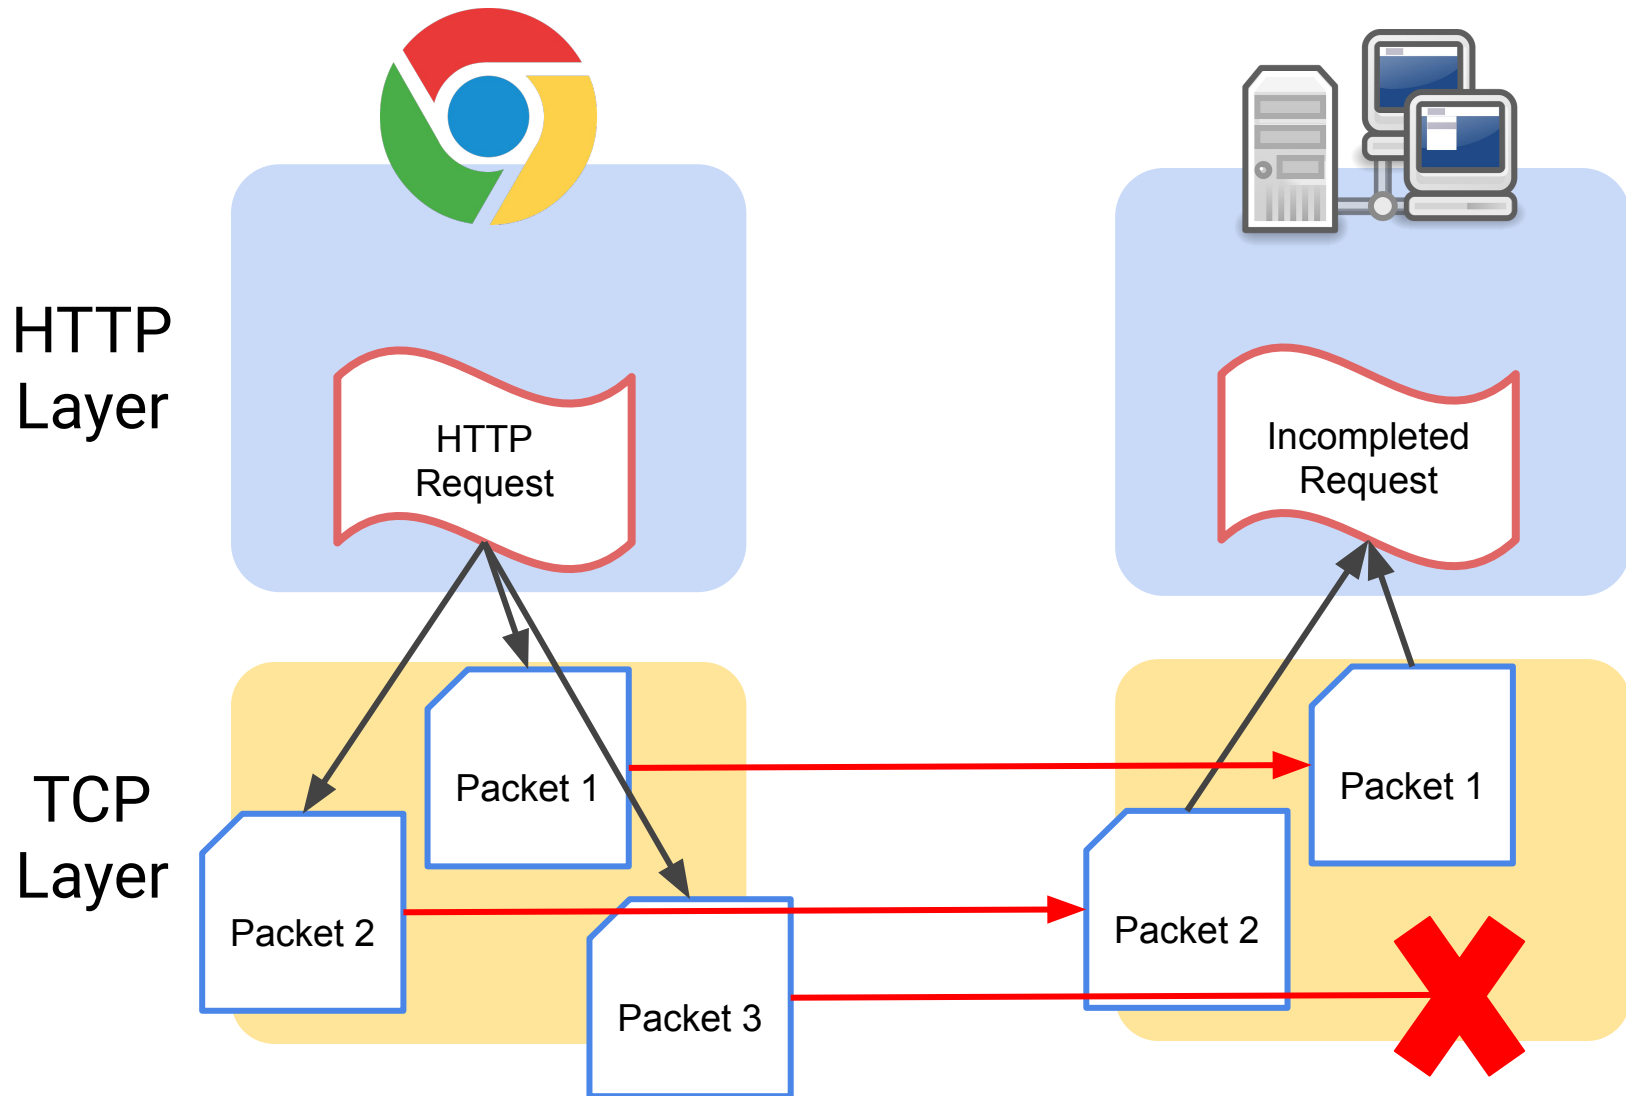 HTTP
Layer
HTTP
Request
Incompleted
Request
TCP
Layer
Packet 1
Packet 2
Packet 3
Packet 1
Packet 2